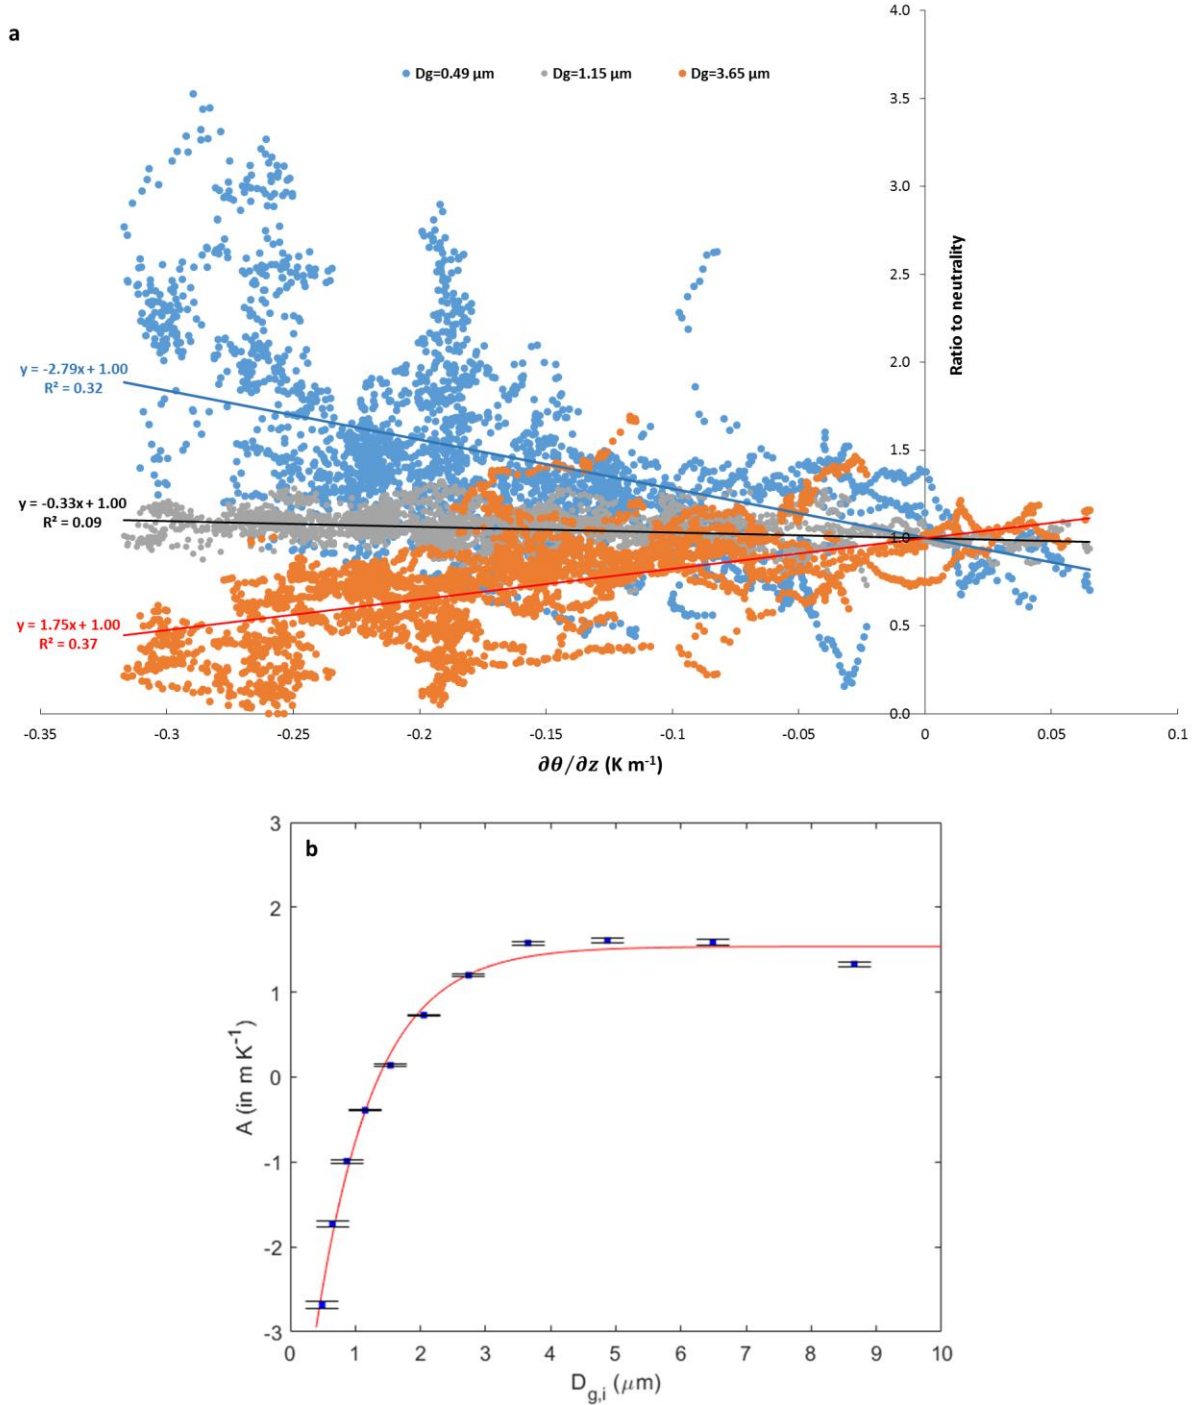 a
4.0
Dg=0.49 µm Dg=1.15 µm Dg=3.65 µm
3.5
3.0
2.5
2.0
1.5
1.0
0.5
0.0
Ratio to neutrality
y = -2.79x + 1.00
R² = 0.32
y = -0.33x + 1.00
R² = 0.09
y = 1.75x + 1.00
R² = 0.37
-0.35 -0.3 -0.25 -0.2 -0.15 -0.1 -0.05 0 0.05 0.1
∂θ/∂z (K m⁻¹)
b
3
2
1
0
-1
-2
-3
A (in m K⁻¹)
0 1 2 3 4 5 6 7 8 9 10
D_g,i (µm)